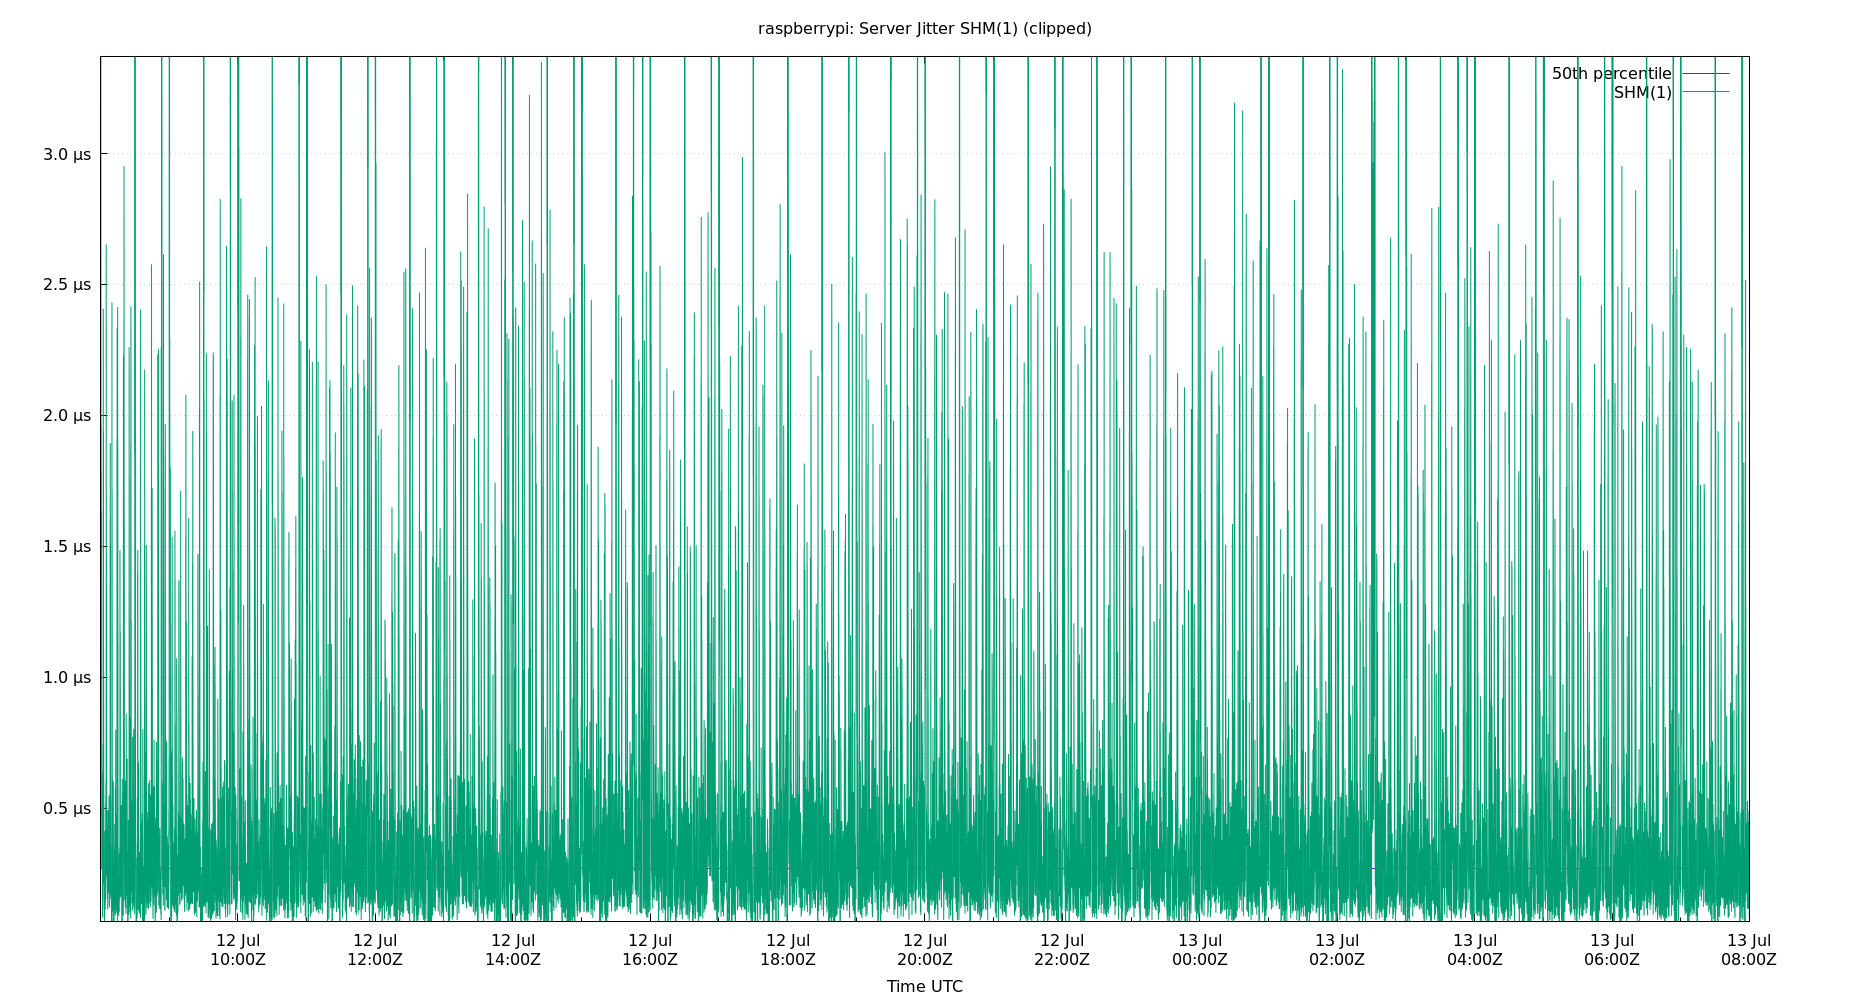 raspberrypi: Server Jitter SHM(1) (clipped)
50th percentile
SHM(1)
3.0 µs
2.5 µs
2.0 µs
1.5 µs
1.0 µs
0.5 µs
12 Jul 12 Jul 12 Jul 12 Jul 12 Jul 12 Jul 12 Jul 13 Jul 13 Jul 13 Jul 13 Jul 13 Jul
10:00Z 12:00Z 14:00Z 16:00Z 18:00Z 20:00Z 22:00Z 00:00Z 02:00Z 04:00Z 06:00Z 08:00Z
Time UTC